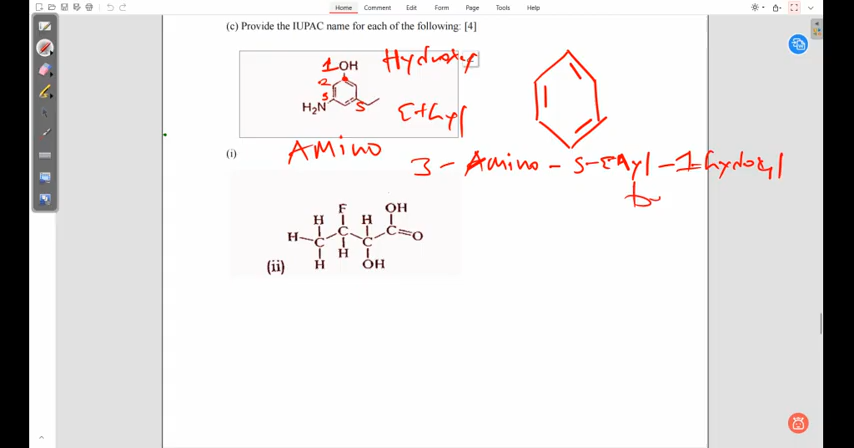 Home Comment Edit Form Page Tools Help
(c) Provide the IUPAC name for each of the following: [4]
1 OH Hydroxy
2
3
H₂N 5 Ethyl
Amino
(i) 3 - Amino - 5 - Ethyl - 1 hydroxyl
F OH
H H
H C C C C O
H H OH
(ii)